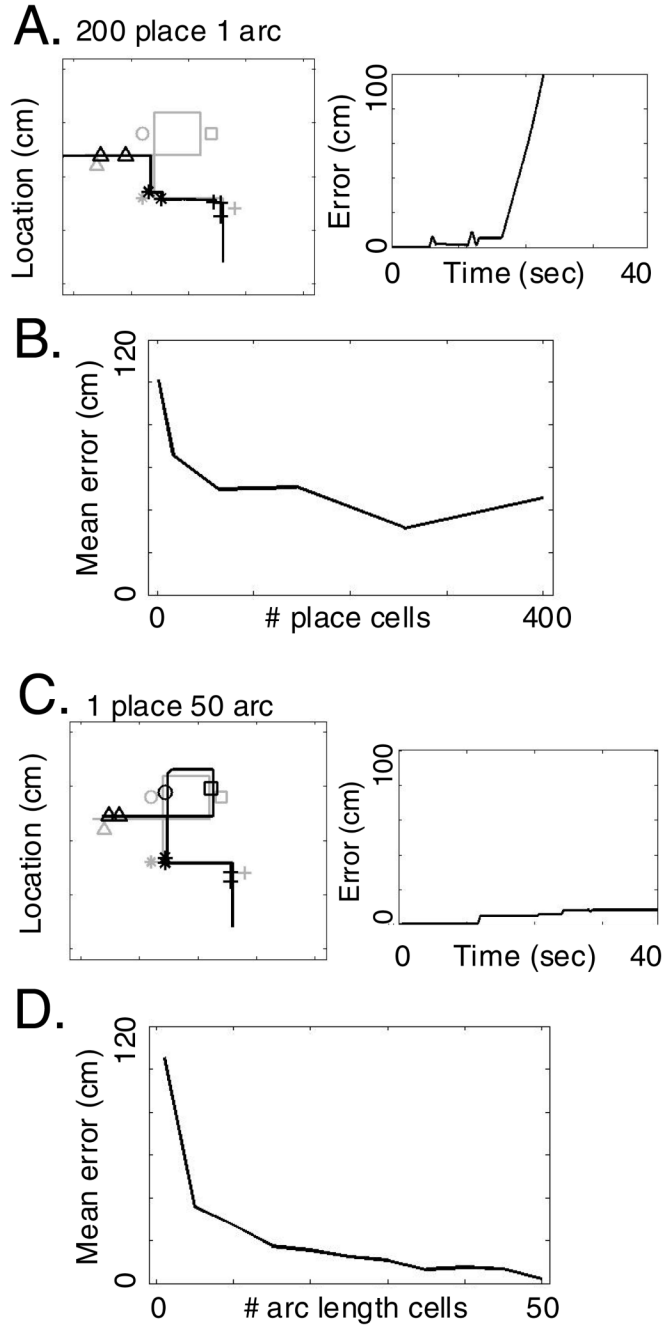 A. 200 place 1 arc
Location (cm)
Error (cm)
100
0
0 Time (sec) 40
B.
Mean error (cm)
120
0
0 # place cells 400
C. 1 place 50 arc
Location (cm)
Error (cm)
100
0
0 Time (sec) 40
D.
Mean error (cm)
120
0
0 # arc length cells 50